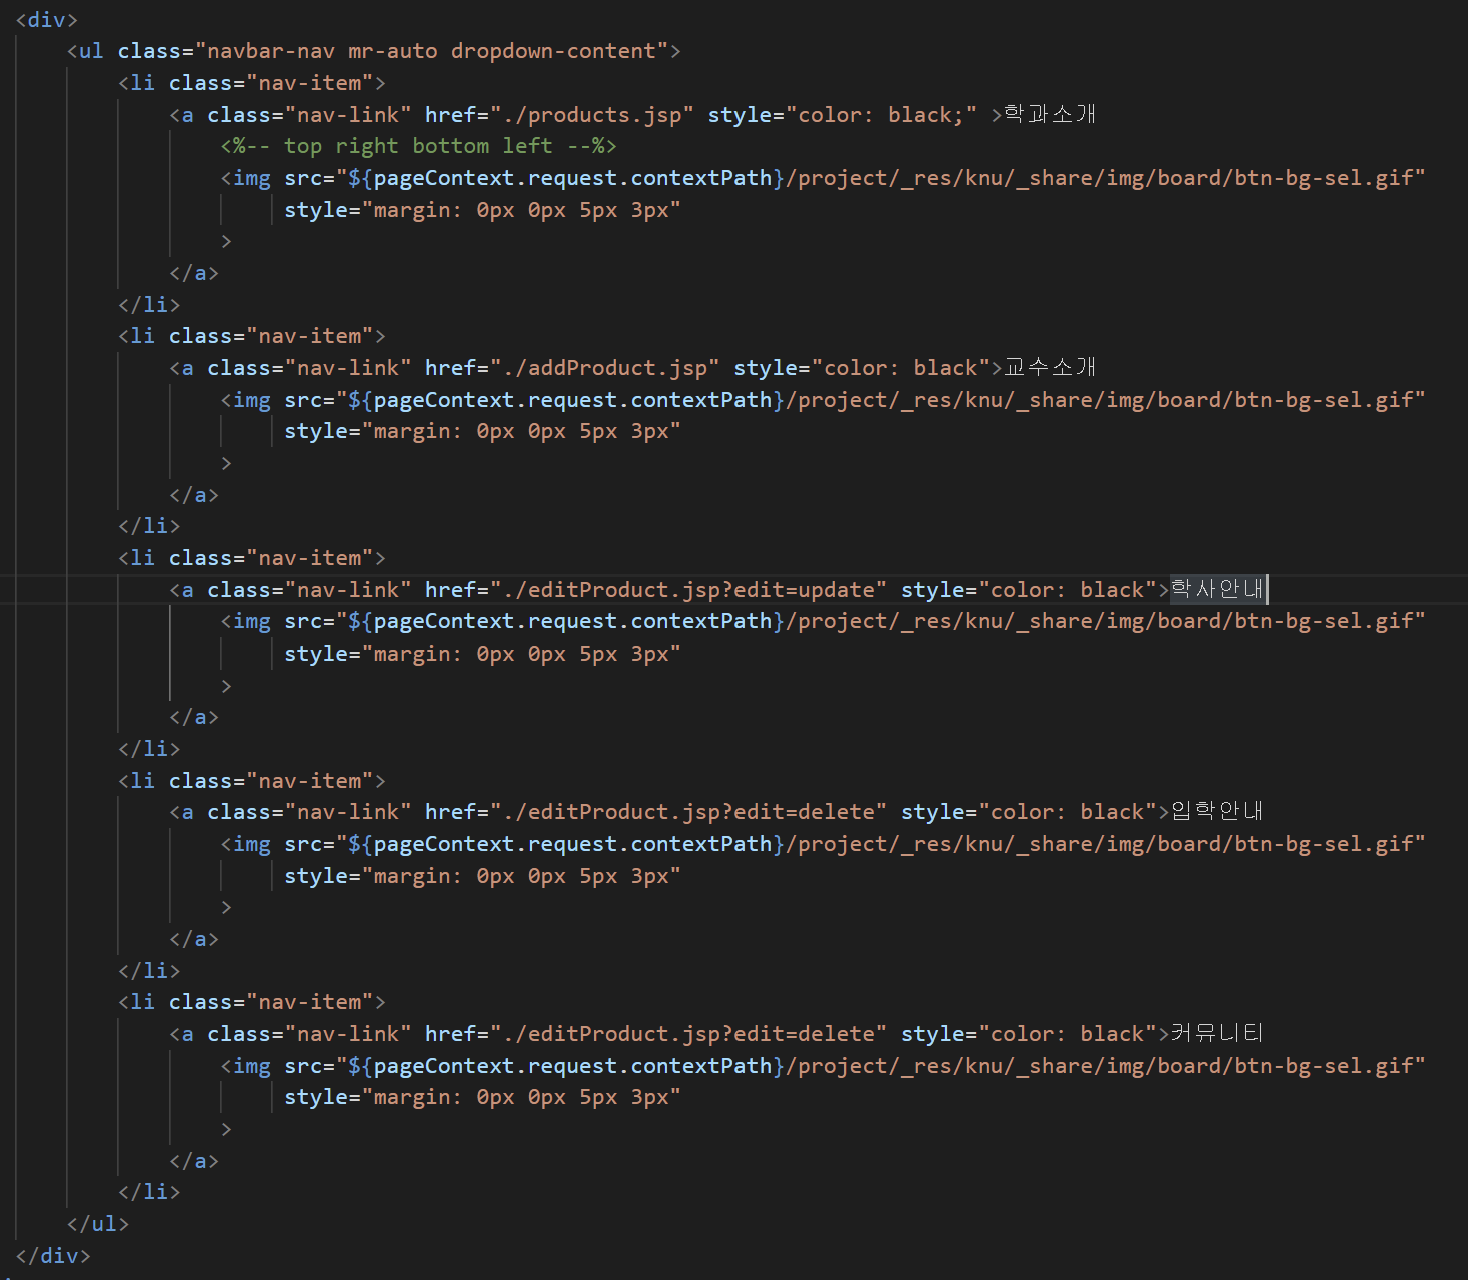 <div>
<ul class="navbar-nav mr-auto dropdown-content">
<li class="nav-item">
<a class="nav-link" href="./products.jsp" style="color: black;" >학과소개
<%-- top right bottom left --%>
<img src="${pageContext.request.contextPath}/project/_res/knu/_share/img/board/btn-bg-sel.gif"
style="margin: 0px 0px 5px 3px"
>
</a>
</li>
<li class="nav-item">
<a class="nav-link" href="./addProduct.jsp" style="color: black">교수소개
<img src="${pageContext.request.contextPath}/project/_res/knu/_share/img/board/btn-bg-sel.gif"
style="margin: 0px 0px 5px 3px"
>
</a>
</li>
<li class="nav-item">
<a class="nav-link" href="./editProduct.jsp?edit=update" style="color: black">학사안내
<img src="${pageContext.request.contextPath}/project/_res/knu/_share/img/board/btn-bg-sel.gif"
style="margin: 0px 0px 5px 3px"
>
</a>
</li>
<li class="nav-item">
<a class="nav-link" href="./editProduct.jsp?edit=delete" style="color: black">입학안내
<img src="${pageContext.request.contextPath}/project/_res/knu/_share/img/board/btn-bg-sel.gif"
style="margin: 0px 0px 5px 3px"
>
</a>
</li>
<li class="nav-item">
<a class="nav-link" href="./editProduct.jsp?edit=delete" style="color: black">커뮤니티
<img src="${pageContext.request.contextPath}/project/_res/knu/_share/img/board/btn-bg-sel.gif"
style="margin: 0px 0px 5px 3px"
>
</a>
</li>
</ul>
</div>